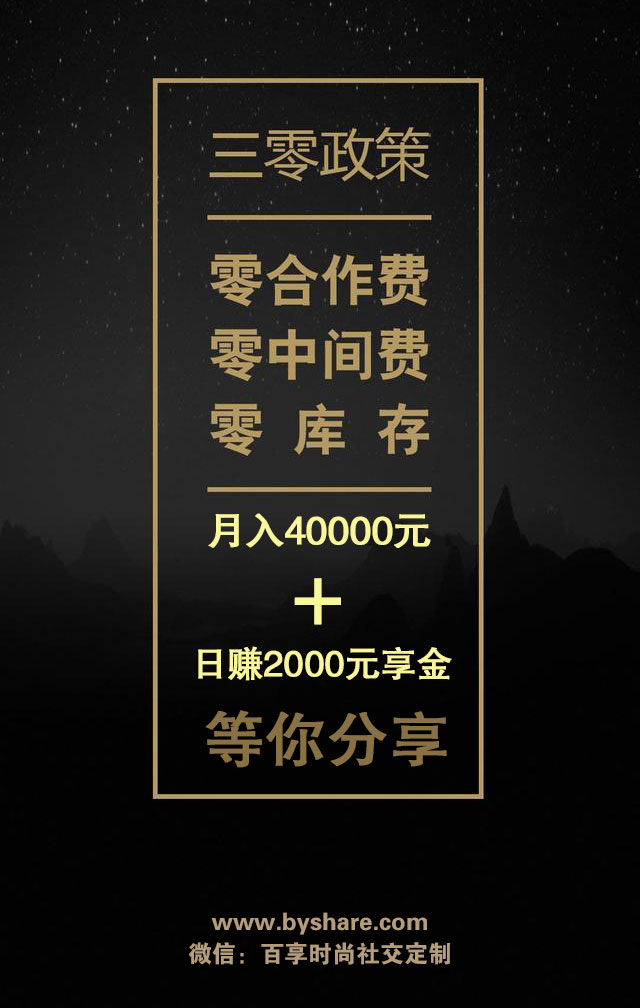 三零政策
零合作费
零中间费
零库存
月入40000元
+
日赚2000元享金
等你分享
www.byshare.com
微信：百享时尚社交定制